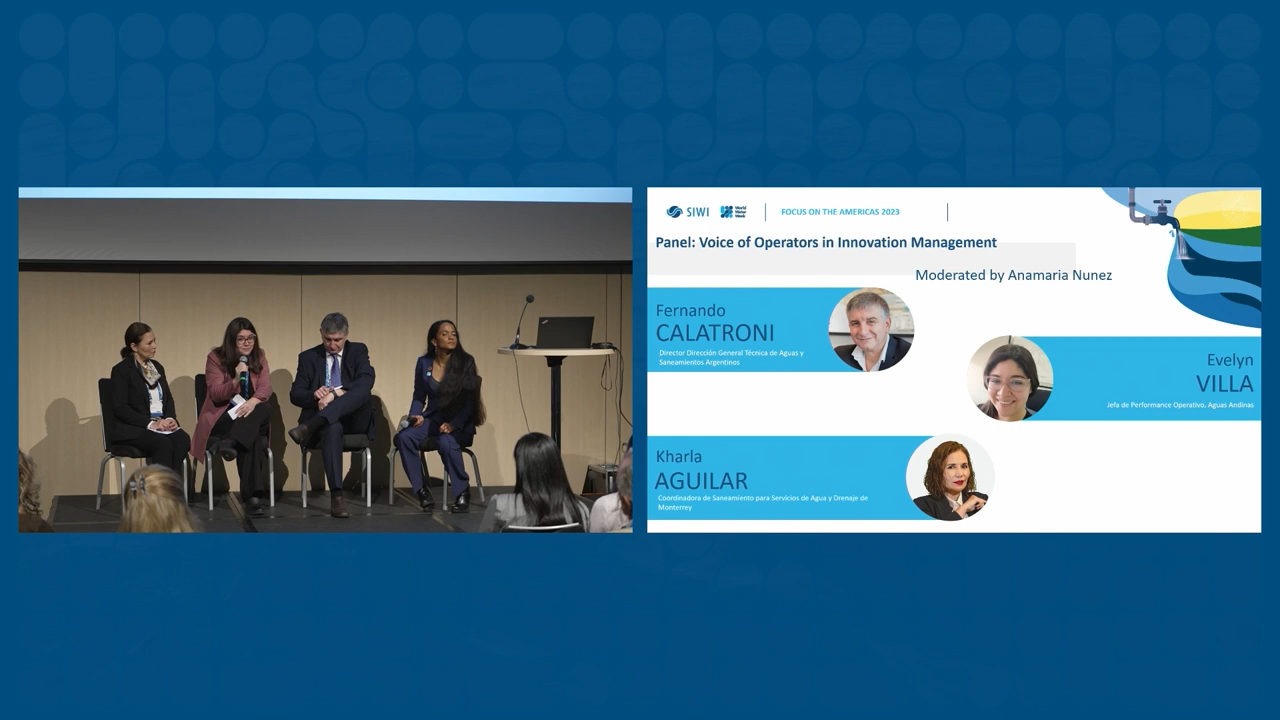 SIWI
World
Water
Week
FOCUS ON THE AMERICAS 2023
Panel: Voice of Operators in Innovation Management
Moderated by Anamaria Nunez
Fernando
CALATRONI
Director Dirección General Técnica de Aguas y
Saneamientos Argentinos
Evelyn
VILLA
Jefa de Performance Operativo, Aguas Andinas
Kharla
AGUILAR
Coordinadora de Saneamiento para Servicios de Agua y Drenaje de
Monterrey